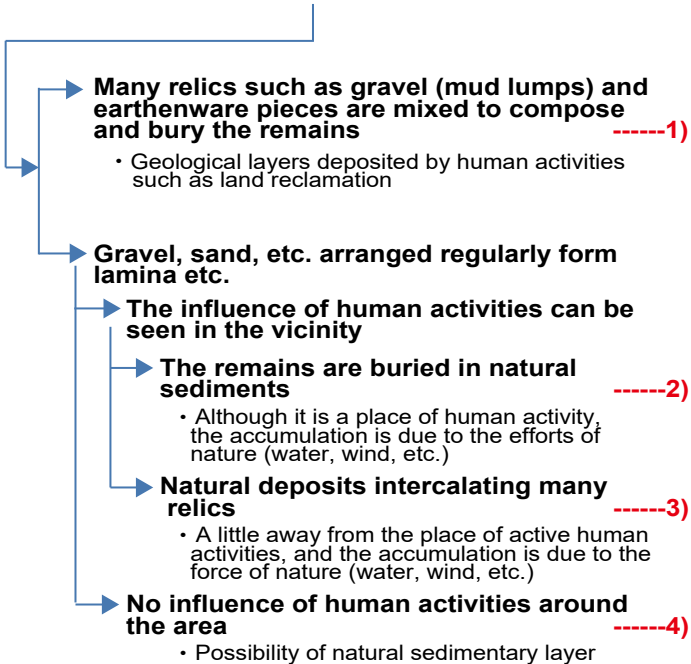 Many relics such as gravel (mud lumps) and
earthenware pieces are mixed to compose
and bury the remains ------1)
・Geological layers deposited by human activities
such as land reclamation
Gravel, sand, etc. arranged regularly form
lamina etc.
The influence of human activities can be
seen in the vicinity
The remains are buried in natural
sediments ------2)
・Although it is a place of human activity,
the accumulation is due to the efforts of
nature (water, wind, etc.)
Natural deposits intercalating many
relics ------3)
・A little away from the place of active human
activities, and the accumulation is due to the
force of nature (water, wind, etc.)
No influence of human activities around
the area ------4)
・Possibility of natural sedimentary layer